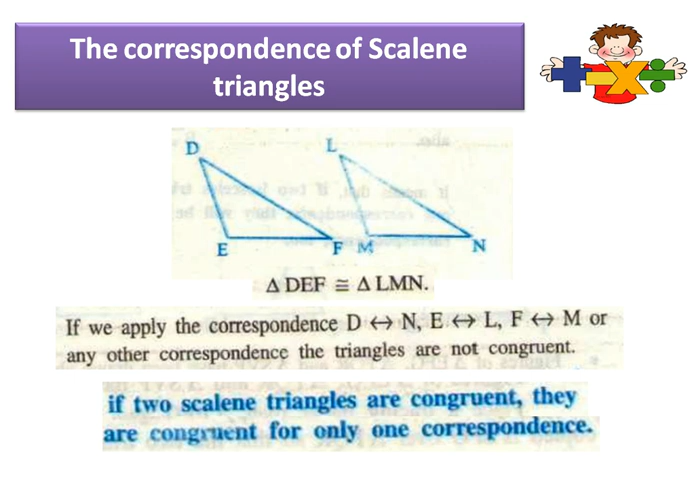 The correspondence of Scalene
triangles
D
L
E
F
M
N
Δ DEF ≅ Δ LMN.
If we apply the correspondence D ↔ N, E ↔ L, F ↔ M or
any other correspondence the triangles are not congruent.
if two scalene triangles are congruent, they
are congruent for only one correspondence.